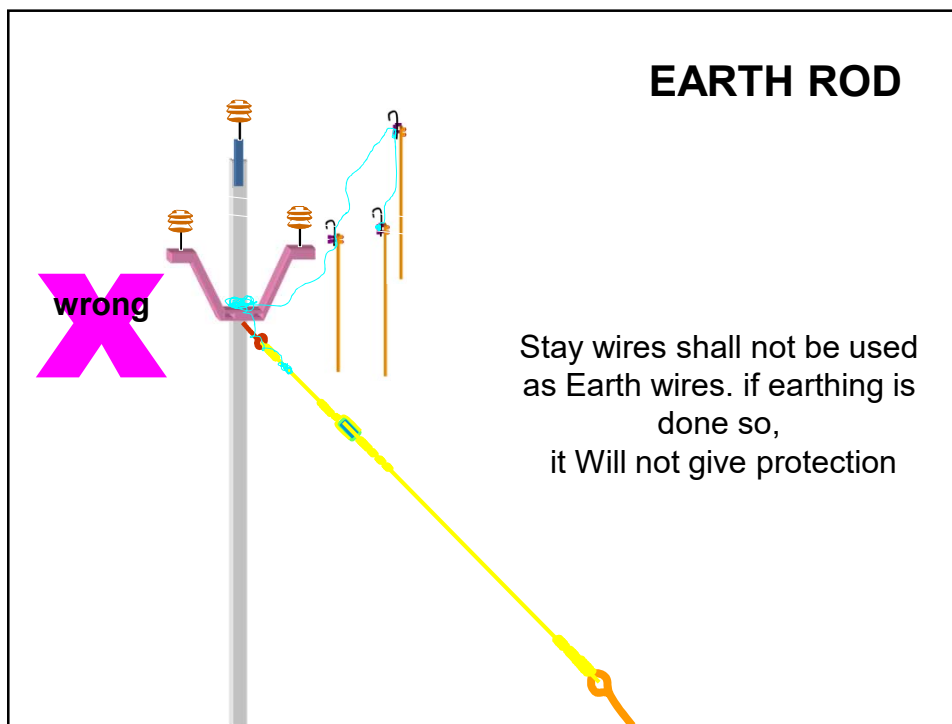 EARTH ROD
wrong
Stay wires shall not be used
as Earth wires. if earthing is
done so,
it Will not give protection